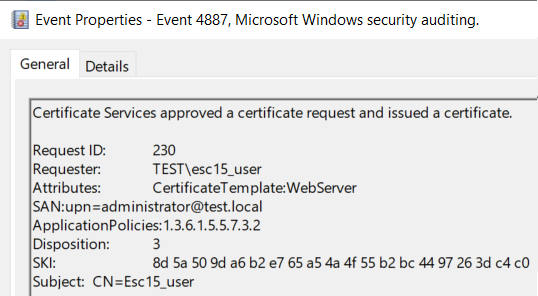 Event Properties - Event 4887, Microsoft Windows security auditing.
General Details
Certificate Services approved a certificate request and issued a certificate.
Request ID: 230
Requester: TEST\esc15_user
Attributes: CertificateTemplate:WebServer
SAN:upn=administrator@test.local
ApplicationPolicies:1.3.6.1.5.5.7.3.2
Disposition: 3
SKI: 8d 5a 50 9d a6 b2 e7 65 a5 4a 4f 55 b2 bc 44 97 26 3d c4 c0
Subject: CN=Esc15_user